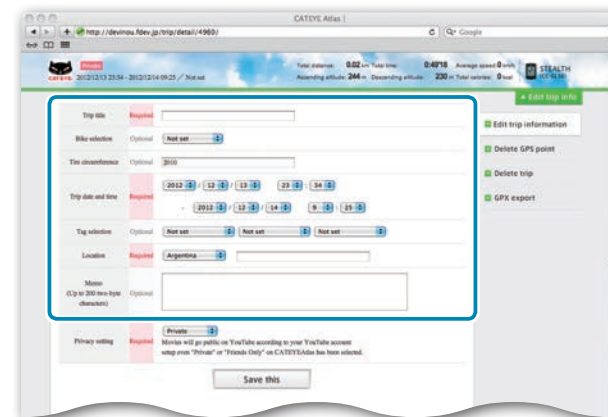 CATEYE Atlas |
http://devinou.fdev.jp/trip/detail/4960/
Google
Private
CATEYE 2012/12/13 23:34 - 2012/12/14 09:25 / Not set
Total distance: 0.02 km Total time: 0:49'18 Average speed 0 km/h
Ascending altitude: 244 m Descending altitude: 230 m Total calories: 0 kcal
STEALTH
Edit trip info
Trip title Required
Bike selection Optional Not set
Tire circumference Optional 2010
Trip date and time Required 2012 / 12 / 13 23 : 34
- 2012 / 12 / 14 9 : 25
Tag selection Optional Not set Not set Not set
Location Required Argentina
Memo
(Up to 200 two-byte
characters) Optional
Privacy setting Required Private
Movies will go public on YouTube according to your YouTube account
setup even "Private" or "Friends Only" on CATEYEAtlas has been selected.
Save this
Edit trip information
Delete GPS point
Delete trip
GPX export